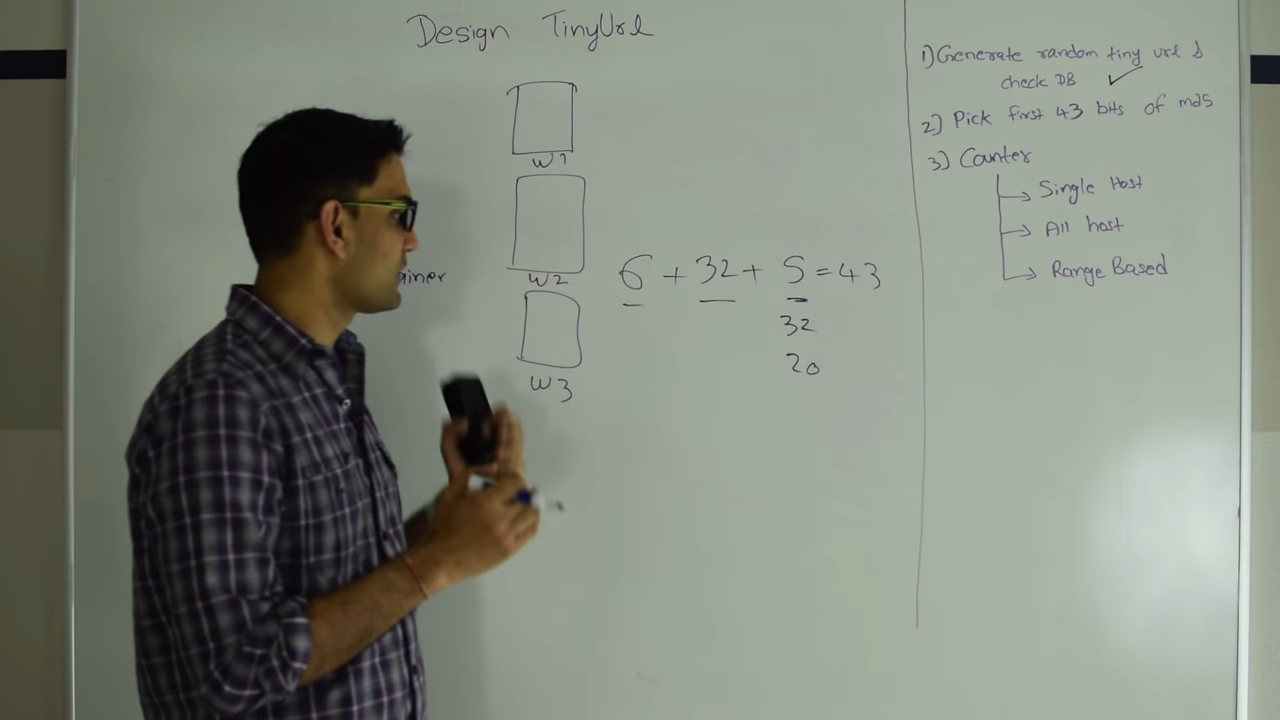 Design TinyUrl
W1
W2
W3
6 + 32 + 5 = 43
32
20
1) Generate random tiny url &
check DB ✓
2) Pick first 43 bits of md5
3) Counter
Single Host
All host
Range Based